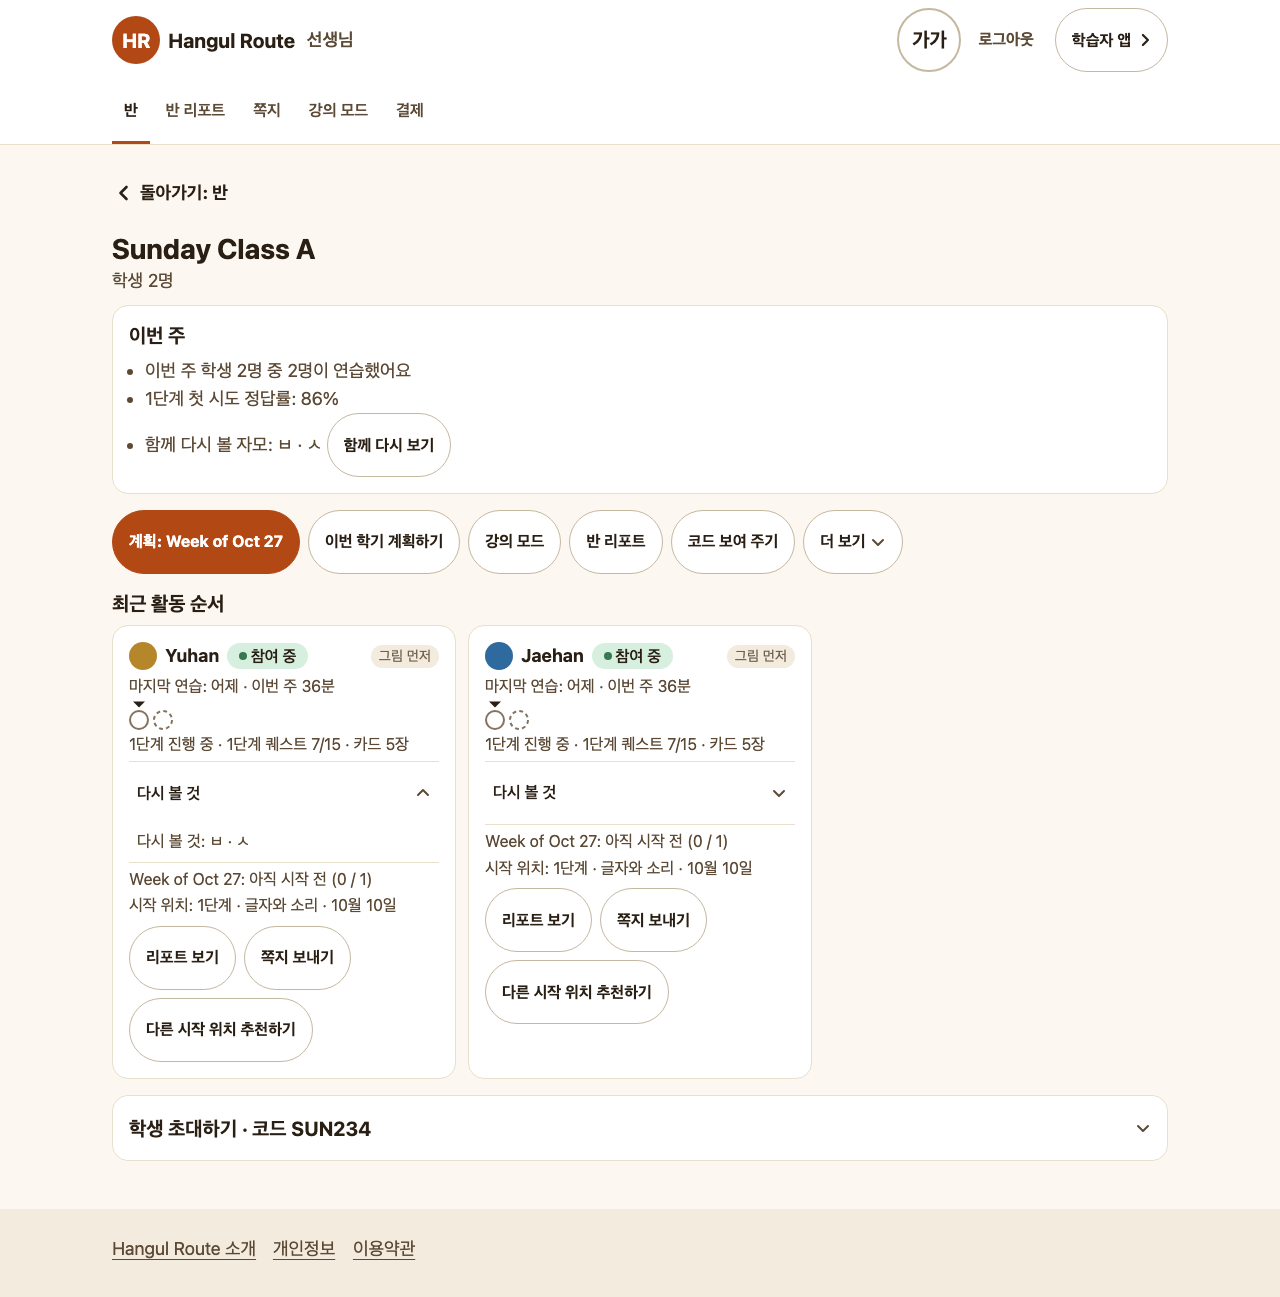 HR Hangul Route 선생님
가가 로그아웃 학습자 앱
반 반 리포트 쪽지 강의 모드 결제
돌아가기: 반
Sunday Class A
학생 2명
이번 주
이번 주 학생 2명 중 2명이 연습했어요
1단계 첫 시도 정답률: 86%
함께 다시 볼 자모: ㅂ · ㅅ 함께 다시 보기
계획: Week of Oct 27 이번 학기 계획하기 강의 모드 반 리포트 코드 보여 주기 더 보기
최근 활동 순서
Yuhan 참여 중 그림 먼저
마지막 연습: 어제 · 이번 주 36분
1단계 진행 중 · 1단계 퀘스트 7/15 · 카드 5장
다시 볼 것
다시 볼 것: ㅂ · ㅅ
Week of Oct 27: 아직 시작 전 (0 / 1)
시작 위치: 1단계 · 글자와 소리 · 10월 10일
리포트 보기 쪽지 보내기
다른 시작 위치 추천하기
Jaehan 참여 중 그림 먼저
마지막 연습: 어제 · 이번 주 36분
1단계 진행 중 · 1단계 퀘스트 7/15 · 카드 5장
다시 볼 것
Week of Oct 27: 아직 시작 전 (0 / 1)
시작 위치: 1단계 · 글자와 소리 · 10월 10일
리포트 보기 쪽지 보내기
다른 시작 위치 추천하기
학생 초대하기 · 코드 SUN234
Hangul Route 소개 개인정보 이용약관